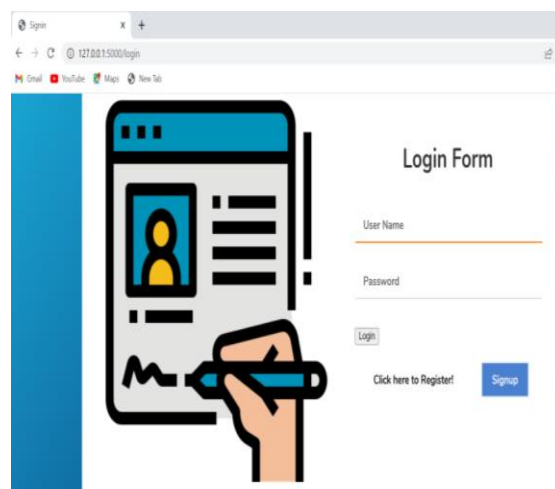 Signin
127.0.0.1:5000/login
Gmail YouTube Maps New Tab
Login Form
User Name
Password
Login
Click here to Register! Signup